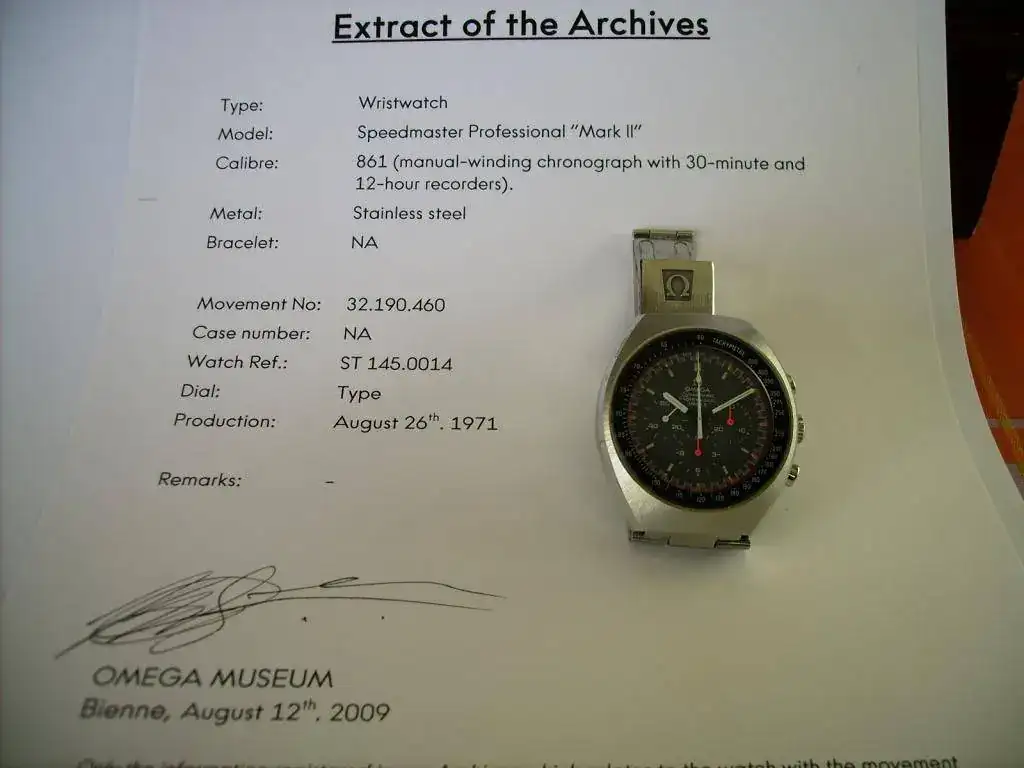 Extract of the Archives
Type: Wristwatch
Model: Speedmaster Professional "Mark II"
Calibre: 861 (manual-winding chronograph with 30-minute and
12-hour recorders).
Metal: Stainless steel
Bracelet: NA
Movement No: 32.190.460
Case number: NA
Watch Ref.: ST 145.0014
Dial: Type
Production: August 26th. 1971
Remarks: -
TACHYMETRE
OMEGA
OMEGA MUSEUM
Bienne, August 12th. 2009